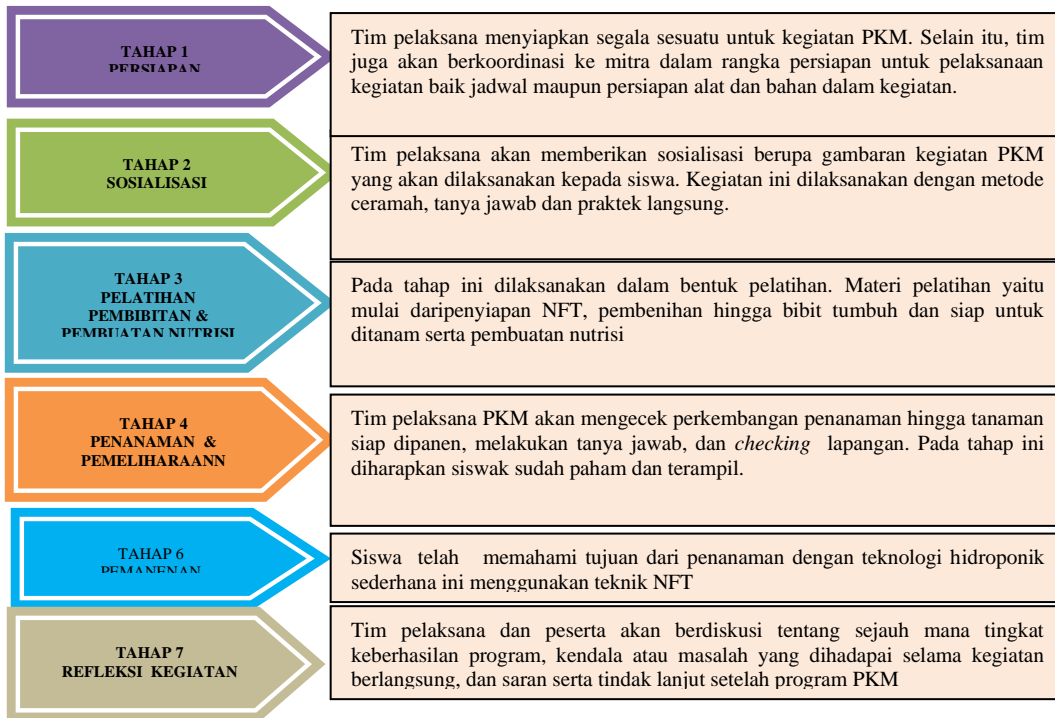 TAHAP 1
PERSIAPAN
Tim pelaksana menyiapkan segala sesuatu untuk kegiatan PKM. Selain itu, tim
juga akan berkoordinasi ke mitra dalam rangka persiapan untuk pelaksanaan
kegiatan baik jadwal maupun persiapan alat dan bahan dalam kegiatan.
TAHAP 2
SOSIALISASI
Tim pelaksana akan memberikan sosialisasi berupa gambaran kegiatan PKM
yang akan dilaksanakan kepada siswa. Kegiatan ini dilaksanakan dengan metode
ceramah, tanya jawab dan praktek langsung.
TAHAP 3
PELATIHAN
PEMBIBITAN &
PEMBUATAN NUTRISI
Pada tahap ini dilaksanakan dalam bentuk pelatihan. Materi pelatihan yaitu
mulai daripenyiapan NFT, pembenihan hingga bibit tumbuh dan siap untuk
ditanam serta pembuatan nutrisi
TAHAP 4
PENANAMAN &
PEMELIHARAANN
Tim pelaksana PKM akan mengecek perkembangan penanaman hingga tanaman
siap dipanen, melakukan tanya jawab, dan checking lapangan. Pada tahap ini
diharapkan siswak sudah paham dan terampil.
TAHAP 6
PEMANENAN
Siswa telah memahami tujuan dari penanaman dengan teknologi hidroponik
sederhana ini menggunakan teknik NFT
TAHAP 7
REFLEKSI KEGIATAN
Tim pelaksana dan peserta akan berdiskusi tentang sejauh mana tingkat
keberhasilan program, kendala atau masalah yang dihadapai selama kegiatan
berlangsung, dan saran serta tindak lanjut setelah program PKM